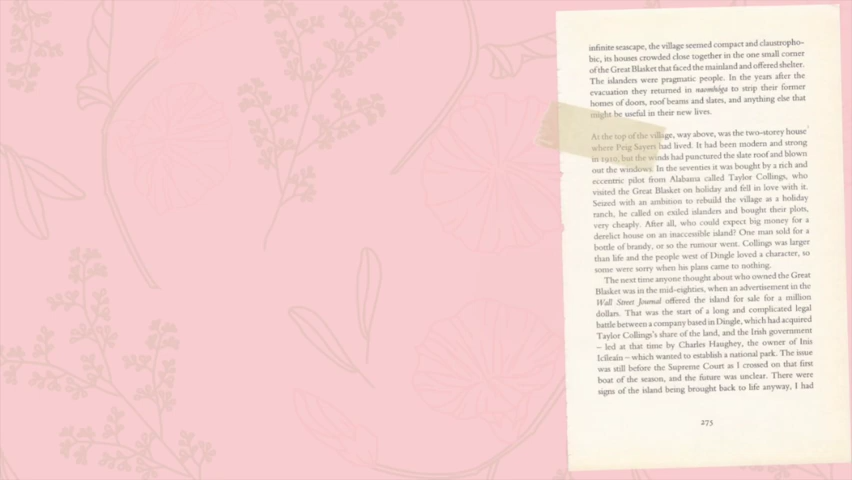 infinite seascape, the village seemed compact and claustropho-
bic, its houses crowded close together in the one small corner
of the Great Blasket that faced the mainland and offered shelter.
The islanders were pragmatic people. In the years after the
evacuation they returned in naomhóga to strip their former
homes of doors, roof beams and slates, and anything else that
might be useful in their new lives.
At the top of the village, way above, was the two-storey house
where Peig Sayers had lived. It had been modern and strong
in 1910, but the winds had punctured the slate roof and blown
out the windows. In the seventies it was bought by a rich and
eccentric pilot from Alabama called Taylor Collings, who
visited the Great Blasket on holiday and fell in love with it.
Seized with an ambition to rebuild the village as a holiday
ranch, he called on exiled islanders and bought their plots,
very cheaply. After all, who could expect big money for a
derelict house on an inaccessible island? One man sold for a
bottle of brandy, or so the rumour went. Collings was larger
than life and the people west of Dingle loved a character, so
some were sorry when his plans came to nothing.
The next time anyone thought about who owned the Great
Blasket was in the mid-eighties, when an advertisement in the
Wall Street Journal offered the island for sale for a million
dollars. That was the start of a long and complicated legal
battle between a company based in Dingle, which had acquired
Taylor Collings's share of the land, and the Irish government
– led at that time by Charles Haughey, the owner of Inis
Icíleain – which wanted to establish a national park. The issue
was still before the Supreme Court as I crossed on that first
boat of the season, and the future was unclear. There were
signs of the island being brought back to life anyway, I had
275